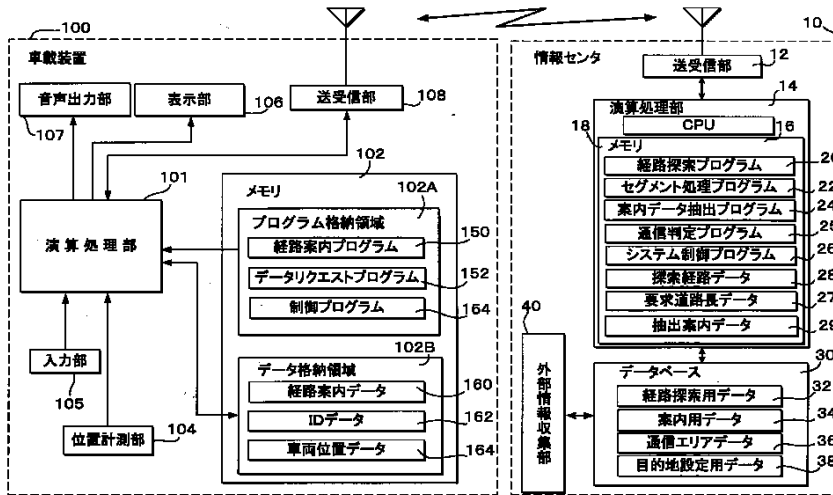 100
車載装置
音声出力部
107
表示部
106
送受信部
108
101
演算処理部
入力部
105
位置計測部
104
102
メモリ
102A
プログラム格納領域
経路案内プログラム
150
データリクエストプログラム
152
制御プログラム
164
102B
データ格納領域
経路案内データ
160
IDデータ
162
車両位置データ
164
10
情報センタ
送受信部
12
14
演算処理部
CPU
16
18
メモリ
経路探索プログラム
20
セグメント処理プログラム
22
案内データ抽出プログラム
24
通信判定プログラム
25
システム制御プログラム
26
探索経路データ
28
要求道路長データ
27
抽出案内データ
29
40
外部情報収集部
データベース
30
経路探索用データ
32
案内用データ
34
通信エリアデータ
36
目的地設定用データ
38